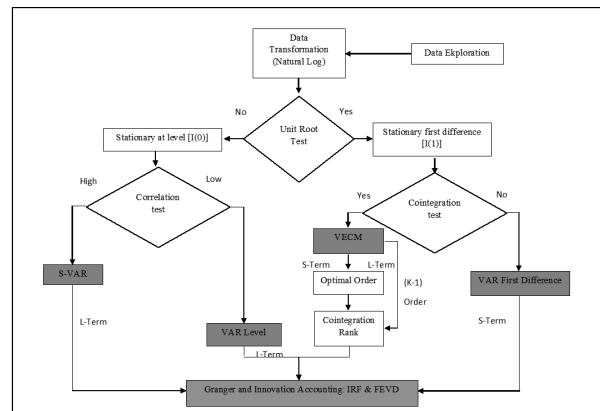 Data
Transformation
(Natural Log)
Data Ekploration
No
Yes
Unit Root
Test
Stationary at level [I(0)]
Stationary first difference
[I(1)]
High
Low
Correlation
test
Yes
No
Cointegration
test
VECM
S-Term
L-Term
S-VAR
Optimal Order
(K-1)
Order
VAR First Difference
Cointegration
Rank
L-Term
VAR Level
S-Term
L-Term
Granger and Innovation Accounting: IRF & FEVD